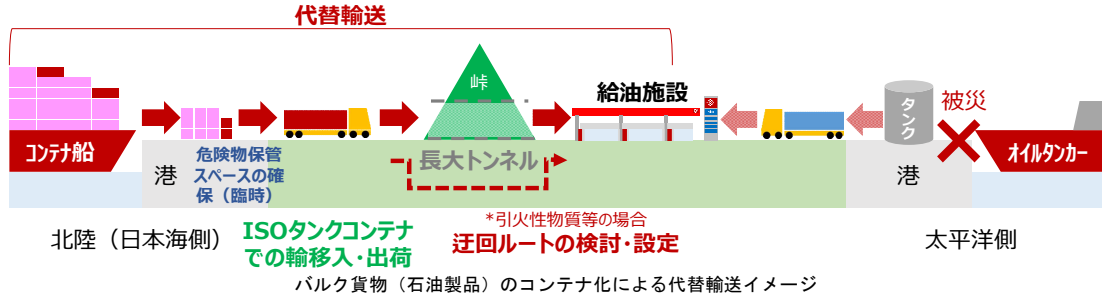 代替輸送
峠
給油施設
タンク
被災
コンテナ船
港
危険物保管
スペースの確
保（臨時）
長大トンネル
港
オイルタンカー
北陸（日本海側）
ISOタンクコンテナ
での輸移入・出荷
*引火性物質等の場合
迂回ルートの検討・設定
太平洋側
バルク貨物（石油製品）のコンテナ化による代替輸送イメージ